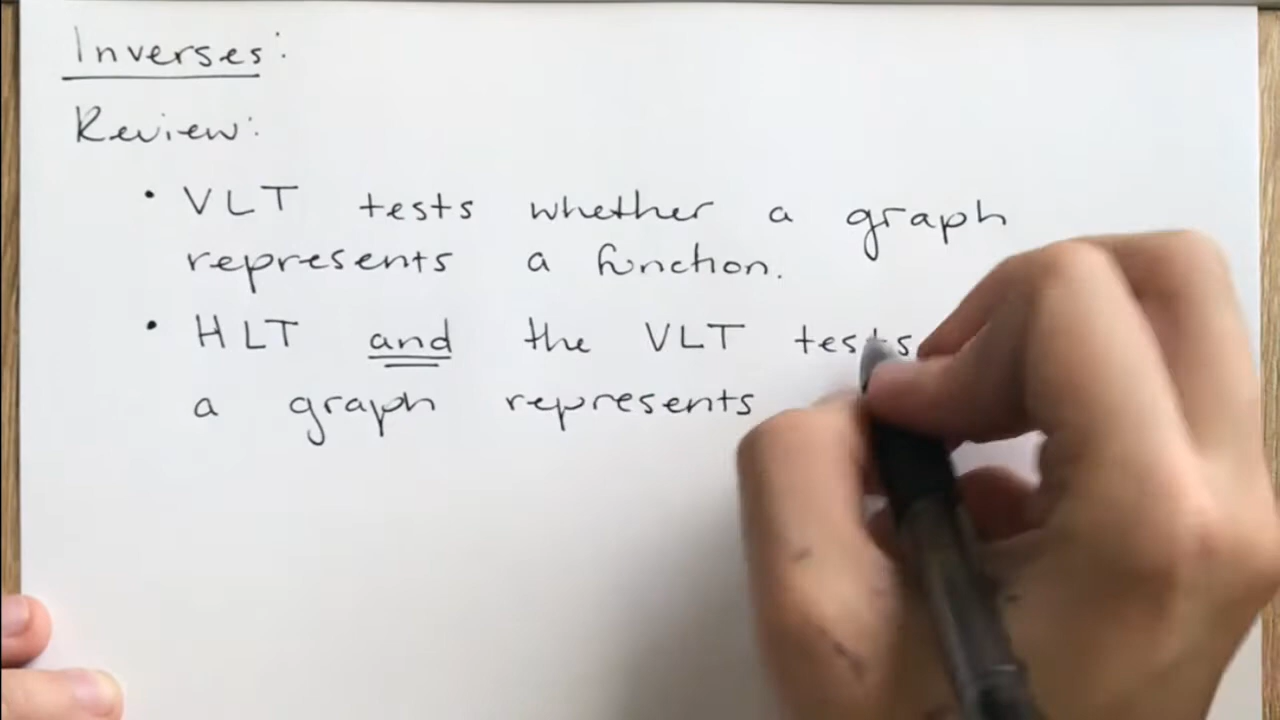 Inverses:
Review:
• VLT tests whether a graph
represents a function.
• HLT and the VLT tests
a graph represents